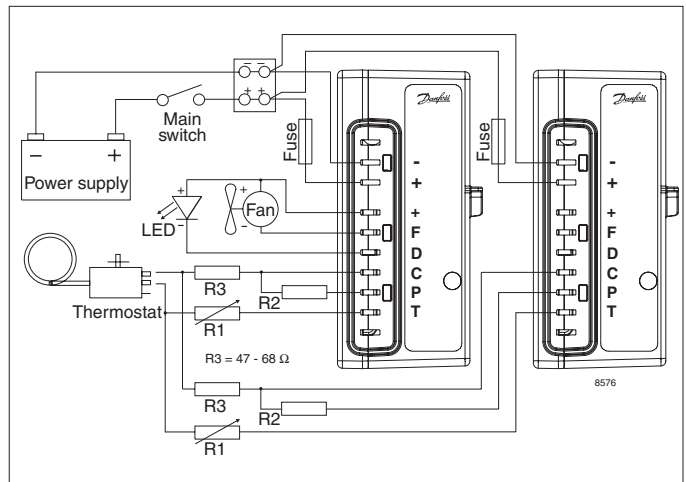 − −
+ +
Main
switch
− +
Power supply
Fuse
Fuse
Danfoss
Danfoss
-
+
+
F
D
C
P
T
-
+
+
F
D
C
P
T
+
LED -
+
Fan
-
Thermostat
R3
R2
R1
R3 = 47 - 68 Ω
R3
R2
R1
8576